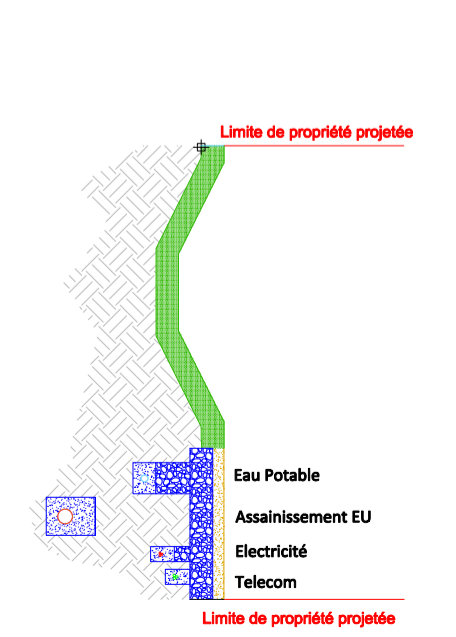 Limite de propriété projetée
Eau Potable
Assainissement EU
Electricité
Telecom
Limite de propriété projetée